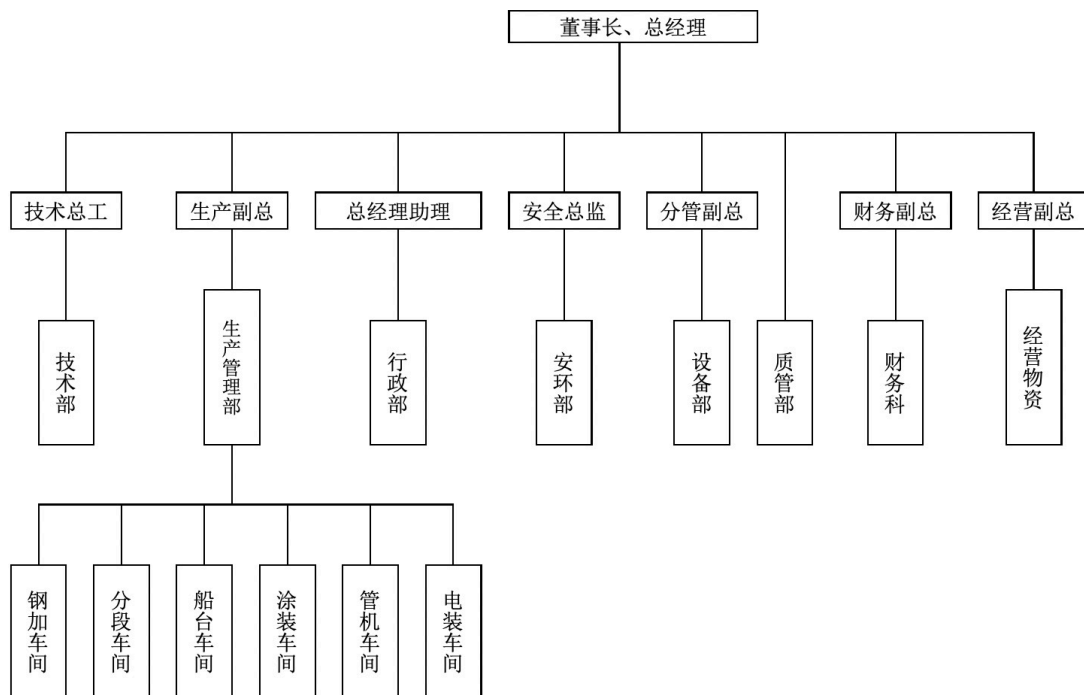 董事长、总经理
技术总工
生产副总
总经理助理
安全总监
分管副总
财务副总
经营副总
技术部
生产管理部
行政部
安环部
设备部
质管部
财务科
经营物资
钢加车间
分段车间
船台车间
涂装车间
管机车间
电装车间